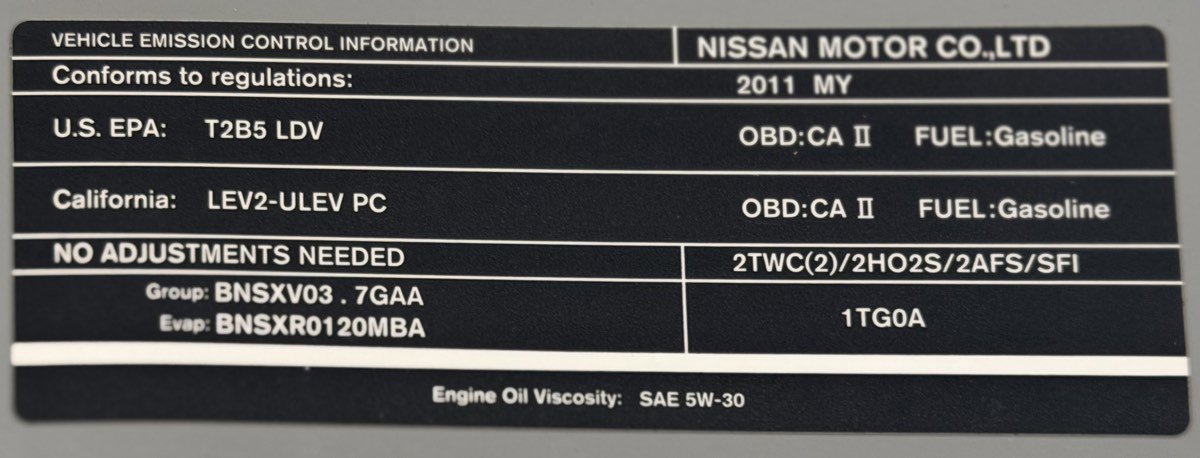 VEHICLE EMISSION CONTROL INFORMATION NISSAN MOTOR CO.,LTD
Conforms to regulations: 2011 MY
U.S. EPA: T2B5 LDV OBD:CA II FUEL:Gasoline
California: LEV2-ULEV PC OBD:CA II FUEL:Gasoline
NO ADJUSTMENTS NEEDED 2TWC(2)/2HO2S/2AFS/SFI
Group: BNSXV03 . 7GAA
Evap: BNSXR0120MBA
1TG0A
Engine Oil Viscosity: SAE 5W-30